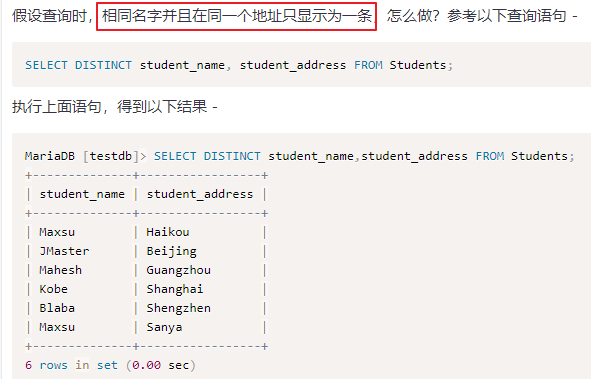 假设查询时，相同名字并且在同一个地址只显示为一条 怎么做？参考以下查询语句 -
SELECT DISTINCT student_name, student_address FROM Students;
执行上面语句，得到以下结果 -
MariaDB [testdb]> SELECT DISTINCT student_name,student_address FROM Students;
+--------------+-----------------+
| student_name | student_address |
+--------------+-----------------+
| Maxsu | Haikou |
| JMaster | Beijing |
| Mahesh | Guangzhou |
| Kobe | Shanghai |
| Blaba | Shengzhen |
| Maxsu | Sanya |
+--------------+-----------------+
6 rows in set (0.00 sec)